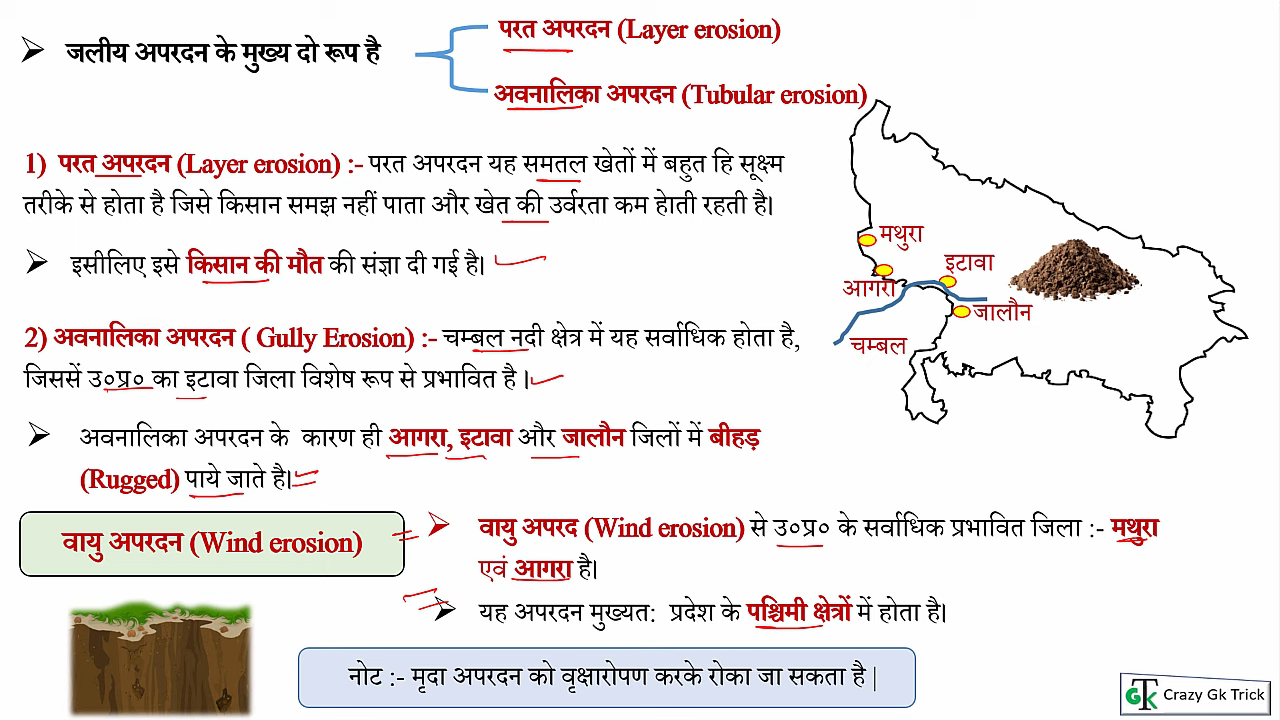 जलीय अपरदन के मुख्य दो रूप है
परत अपरदन (Layer erosion)
अवनालिका अपरदन (Tubular erosion)
1) परत अपरदन (Layer erosion) :- परत अपरदन यह समतल खेतों में बहुत हि सूक्ष्म
तरीके से होता है जिसे किसान समझ नहीं पाता और खेत की उर्वरता कम हेाती रहती है।
इसीलिए इसे किसान की मौत की संज्ञा दी गई है।
2) अवनालिका अपरदन ( Gully Erosion) :- चम्बल नदी क्षेत्र में यह सर्वाधिक होता है,
जिससें उ०प्र० का इटावा जिला विशेष रूप से प्रभावित है।
अवनालिका अपरदन के कारण ही आगरा, इटावा और जालौन जिलों में बीहड़
(Rugged) पाये जाते है।
मथुरा
आगरा
इटावा
जालौन
चम्बल
वायु अपरदन (Wind erosion)
वायु अपरद (Wind erosion) से उ०प्र० के सर्वाधिक प्रभावित जिला :- मथुरा
एवं आगरा है।
यह अपरदन मुख्यत: प्रदेश के पश्चिमी क्षेत्रों में होता है।
नोट :- मृदा अपरदन को वृक्षारोपण करके रोका जा सकता है |
GTK Crazy Gk Trick